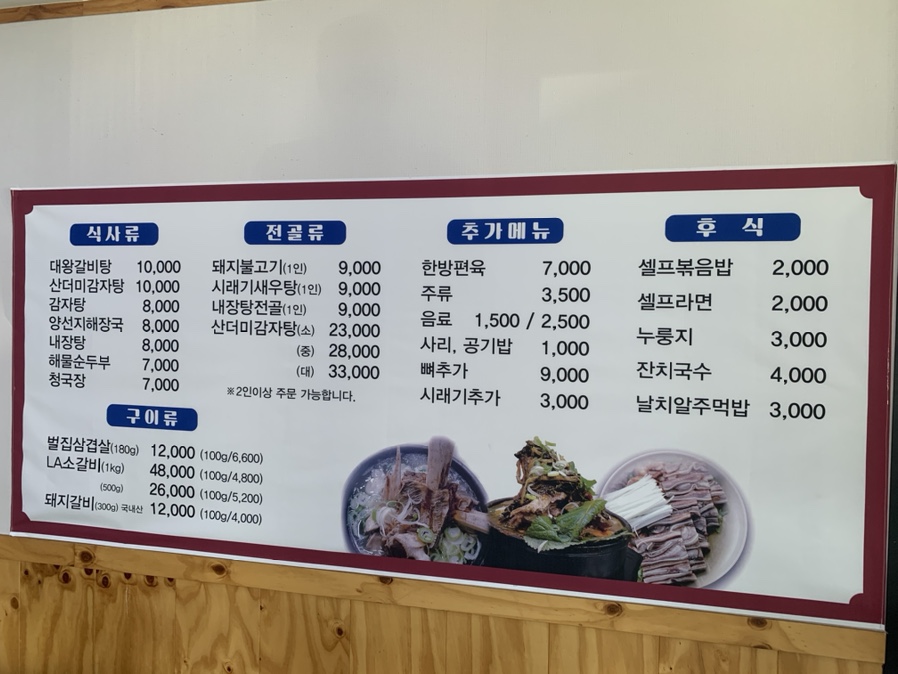 식사류
대왕갈비탕 10,000
산더미감자탕 10,000
감자탕 8,000
양선지해장국 8,000
내장탕 8,000
해물순두부 7,000
청국장 7,000
구이류
벌집삼겹살(180g) 12,000 (100g/6,600)
LA소갈비(1kg) 48,000 (100g/4,800)
(500g) 26,000 (100g/5,200)
돼지갈비(300g) 국내산 12,000 (100g/4,000)
전골류
돼지불고기(1인) 9,000
시래기새우탕(1인) 9,000
내장탕전골(1인) 9,000
산더미감자탕(소) 23,000
(중) 28,000
(대) 33,000
※2인이상 주문 가능합니다.
추가메뉴
한방편육 7,000
주류 3,500
음료 1,500 / 2,500
사리, 공기밥 1,000
뼈추가 9,000
시래기추가 3,000
후 식
셀프볶음밥 2,000
셀프라면 2,000
누룽지 3,000
잔치국수 4,000
날치알주먹밥 3,000